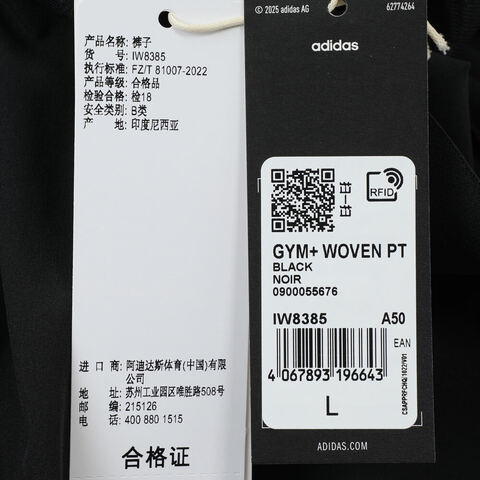 产品名称: 裤子
货 号: IW8385
执行标准: FZ/T 81007-2022
产品等级: 合格品
检验合格: 检18
安全类别: B类
产 地: 印度尼西亚
进 口 商: 阿迪达斯体育(中国)有限
公司
地 址: 苏州工业园区唯胜路508号
邮 编: 215126
电 话: 400 880 1515
合格证
© 2025 adidas AG 62774264
adidas
RFID
GYM+ WOVEN PT
BLACK
NOIR
0900055676
IW8385 A50
EAN
4 067893 196643
L
ADIDAS.COM